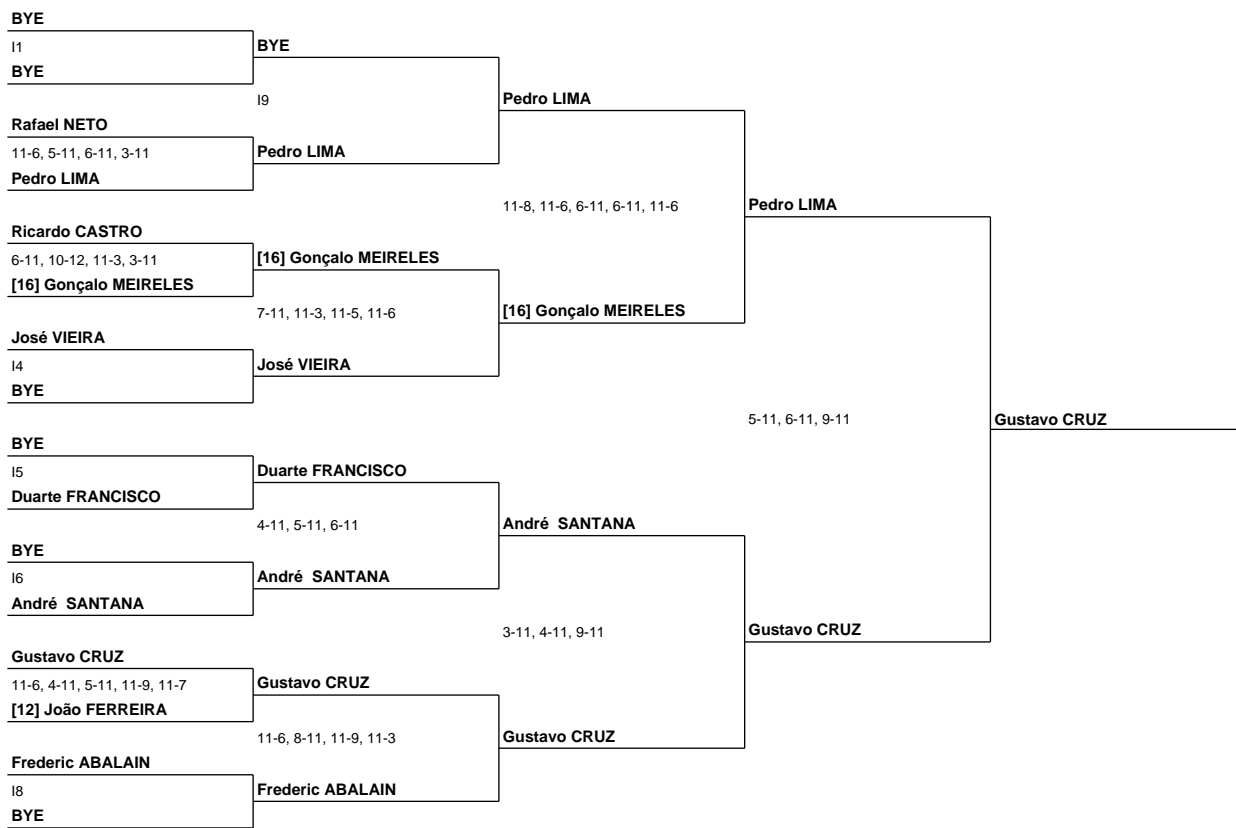 BYE
I1
BYE
BYE
I9
Pedro LIMA
Rafael NETO
11-6, 5-11, 6-11, 3-11
Pedro LIMA
Pedro LIMA
11-8, 11-6, 6-11, 6-11, 11-6
Pedro LIMA
Ricardo CASTRO
6-11, 10-12, 11-3, 3-11
[16] Gonçalo MEIRELES
[16] Gonçalo MEIRELES
7-11, 11-3, 11-5, 11-6
[16] Gonçalo MEIRELES
José VIEIRA
I4
José VIEIRA
BYE
5-11, 6-11, 9-11
Gustavo CRUZ
BYE
I5
Duarte FRANCISCO
Duarte FRANCISCO
4-11, 5-11, 6-11
André  SANTANA
BYE
I6
André  SANTANA
André  SANTANA
3-11, 4-11, 9-11
Gustavo CRUZ
Gustavo CRUZ
11-6, 4-11, 5-11, 11-9, 11-7
Gustavo CRUZ
[12] João FERREIRA
11-6, 8-11, 11-9, 11-3
Gustavo CRUZ
Frederic ABALAIN
I8
Frederic ABALAIN
BYE